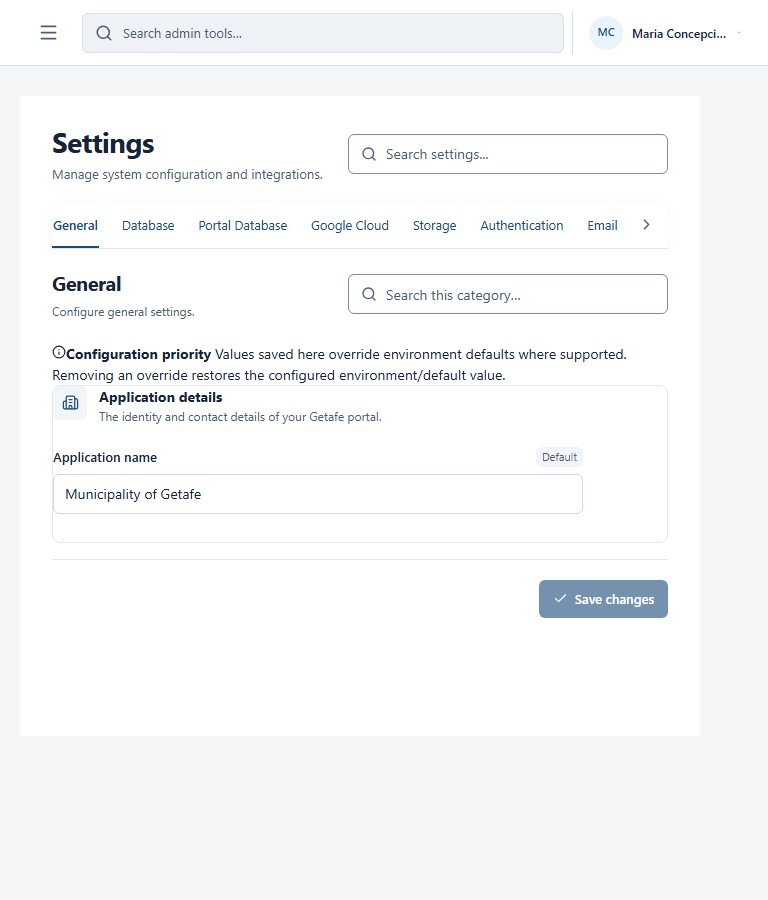 Search admin tools...
MC
Maria Concepci...
Settings
Manage system configuration and integrations.
Search settings...
General Database Portal Database Google Cloud Storage Authentication Email
General
Configure general settings.
Search this category...
Configuration priority Values saved here override environment defaults where supported.
Removing an override restores the configured environment/default value.
Application details
The identity and contact details of your Getafe portal.
Application name
Default
Municipality of Getafe
Save changes